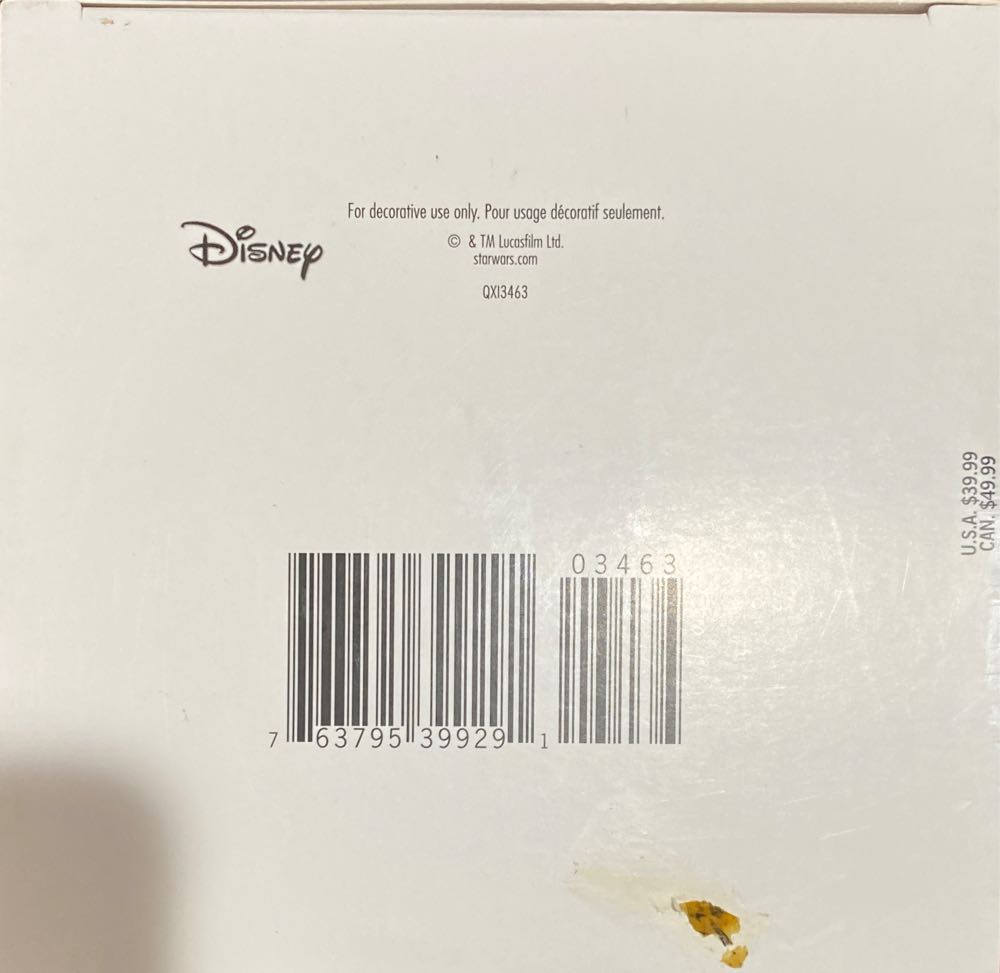 For decorative use only. Pour usage décoratif seulement.
Disney
© & TM Lucasfilm Ltd.
starwars.com
QXI3463
U.S.A. $39.99
CAN. $49.99
03463
7 63795 39929 1